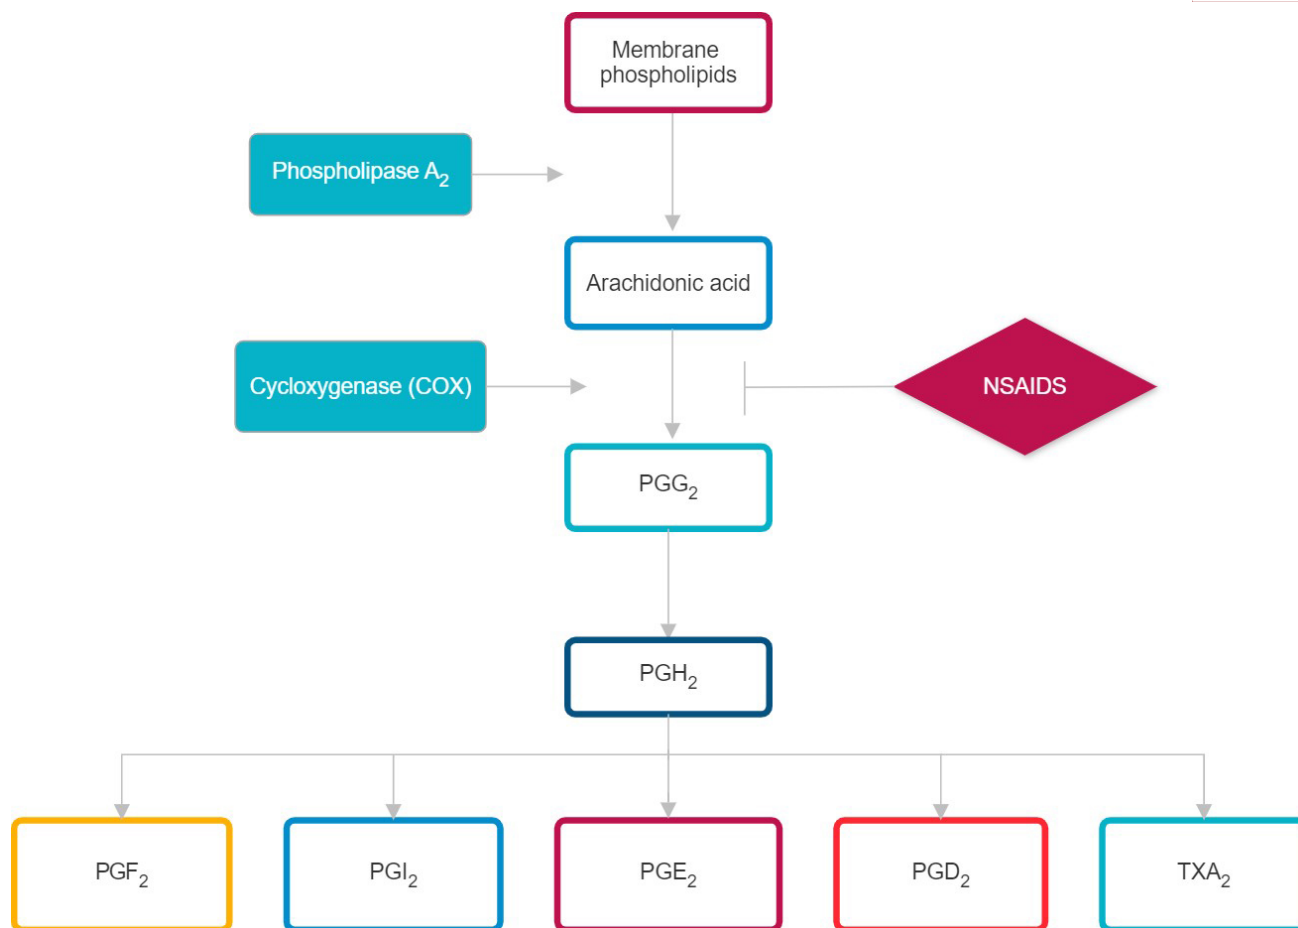 Membrane
phospholipids
Phospholipase A₂
Arachidonic acid
Cycloxygenase (COX)
NSAIDS
PGG₂
PGH₂
PGF₂
PGI₂
PGE₂
PGD₂
TXA₂